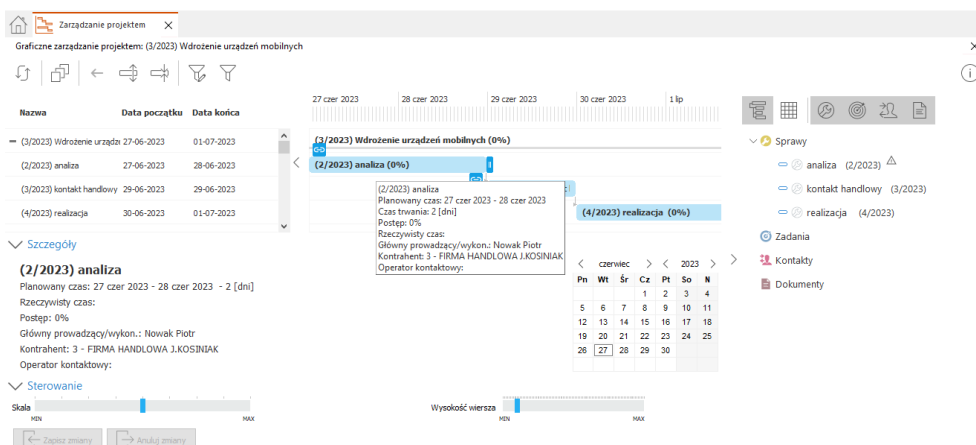 Zarządzanie projektem
Graficzne zarządzanie projektem: (3/2023) Wdrożenie urządzeń mobilnych
Nazwa Data początku Data końca
(3/2023) Wdrożenie urządze 27-06-2023 01-07-2023
(2/2023) analiza 27-06-2023 28-06-2023
(3/2023) kontakt handlowy 29-06-2023 29-06-2023
(4/2023) realizacja 30-06-2023 01-07-2023
27 czer 2023 28 czer 2023 29 czer 2023 30 czer 2023 1 lip
(3/2023) Wdrożenie urządzeń mobilnych (0%)
(2/2023) analiza (0%)
(4/2023) realizacja (0%)
(2/2023) analiza
Planowany czas: 27 czer 2023 - 28 czer 2023
Czas trwania: 2 [dni]
Postęp: 0%
Rzeczywisty czas:
Główny prowadzący/wykon.: Nowak Piotr
Kontrahent: 3 - FIRMA HANDLOWA J.KOSINIAK
Operator kontaktowy:
czerwiec 2023
Pn Wt Śr Cz Pt So N
1 2 3 4
5 6 7 8 9 10 11
12 13 14 15 16 17 18
19 20 21 22 23 24 25
26 27 28 29 30
Sprawy
analiza (2/2023)
kontakt handlowy (3/2023)
realizacja (4/2023)
Zadania
Kontakty
Dokumenty
Szczegóły
(2/2023) analiza
Planowany czas: 27 czer 2023 - 28 czer 2023 - 2 [dni]
Rzeczywisty czas:
Postęp: 0%
Główny prowadzący/wykon.: Nowak Piotr
Kontrahent: 3 - FIRMA HANDLOWA J.KOSINIAK
Operator kontaktowy:
Sterowanie
Skala
MIN MAX
Wysokość wiersza
MIN MAX
Zapisz zmiany Anuluj zmiany